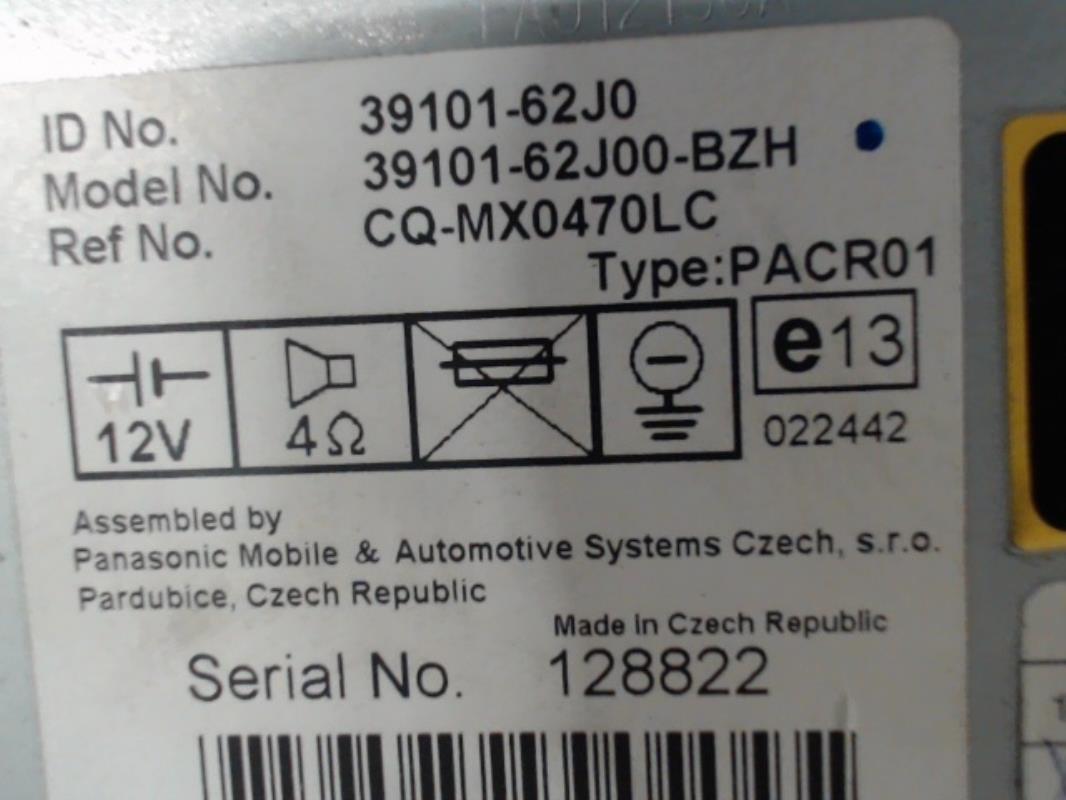 ID No. 39101-62J0
Model No. 39101-62J00-BZH
Ref No. CQ-MX0470LC
Type:PACR01
12V
4Ω
e13
022442
Assembled by
Panasonic Mobile & Automotive Systems Czech, s.r.o.
Pardubice, Czech Republic
Made in Czech Republic
Serial No. 128822